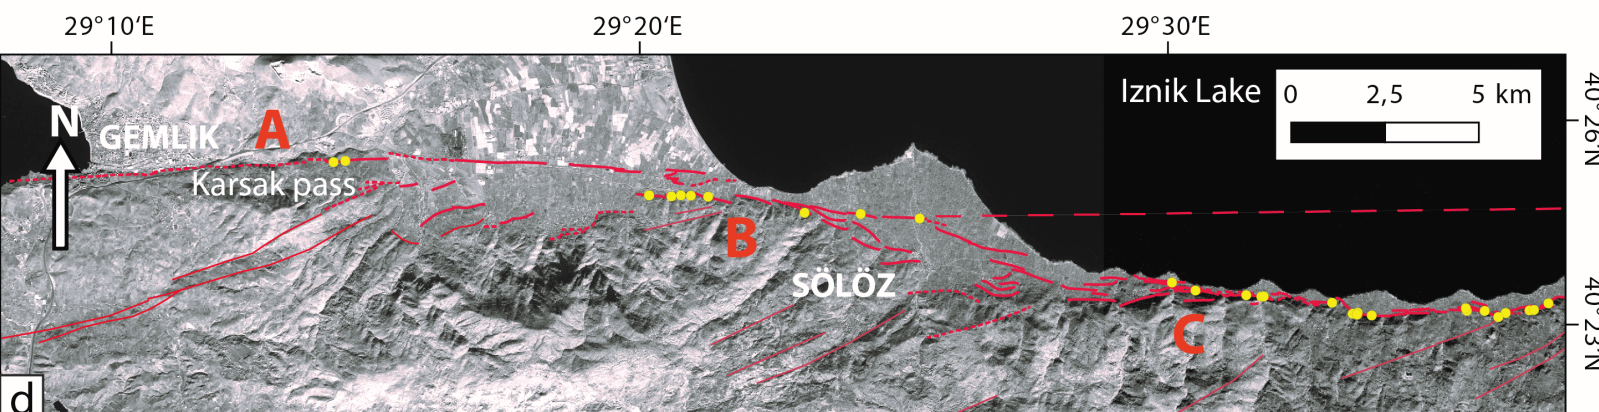 29°10′E 29°20′E 29°30′E
Iznik Lake 0 2,5 5 km
N GEMLIK A
40°26′N
Karsak pass
B
SÖLÖZ
40°23′N
C
d